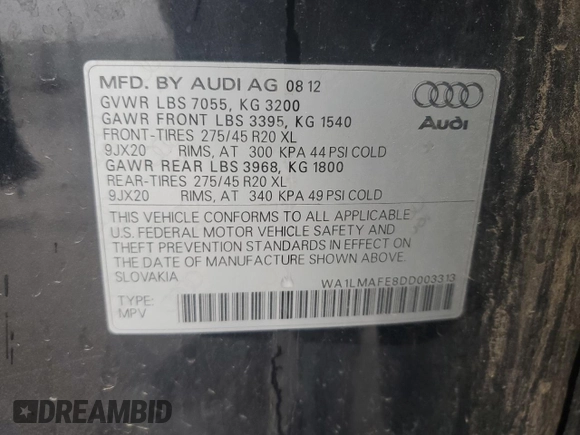 MFD. BY AUDI AG 08 12
GVWR LBS 7055, KG 3200
GAWR FRONT LBS 3395, KG 1540
FRONT-TIRES 275/45 R20 XL
9JX20 RIMS, AT 300 KPA 44 PSI COLD
GAWR REAR LBS 3968, KG 1800
REAR-TIRES 275/45 R20 XL
9JX20 RIMS, AT 340 KPA 49 PSI COLD
Audi
THIS VEHICLE CONFORMS TO ALL APPLICABLE
U.S. FEDERAL MOTOR VEHICLE SAFETY AND
THEFT PREVENTION STANDARDS IN EFFECT ON
THE DATE OF MANUFACTURE SHOWN ABOVE.
SLOVAKIA WA1LMAFE8DD003313
TYPE:
MPV
DREAMBID